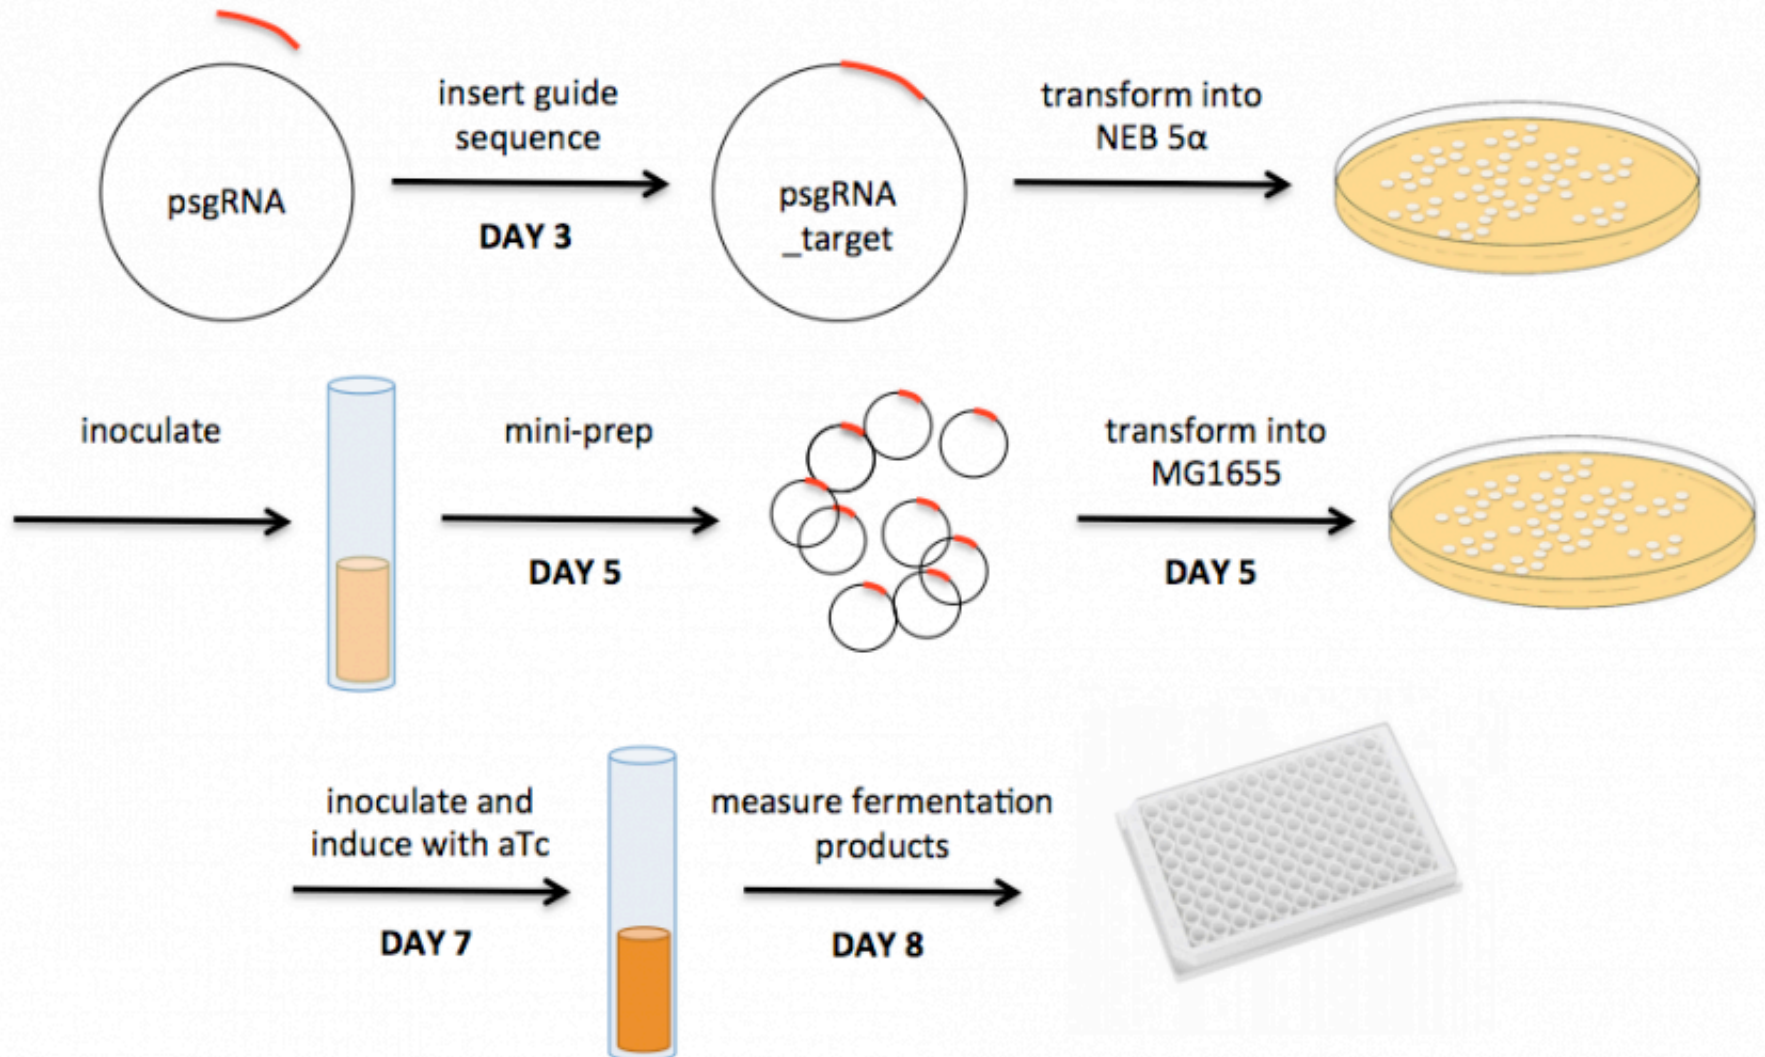 psgRNA
insert guide
sequence
DAY 3
psgRNA
_target
transform into
NEB 5α
inoculate
mini-prep
DAY 5
transform into
MG1655
DAY 5
inoculate and
induce with aTc
DAY 7
measure fermentation
products
DAY 8